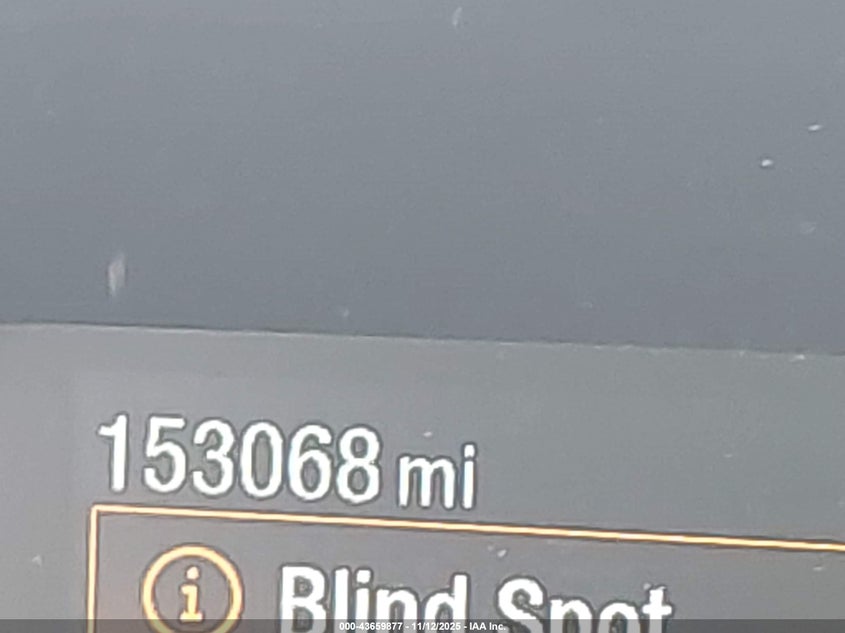 153068 mi
Blind Spot
000-43659877 - 11/12/2025 - IAA Inc.